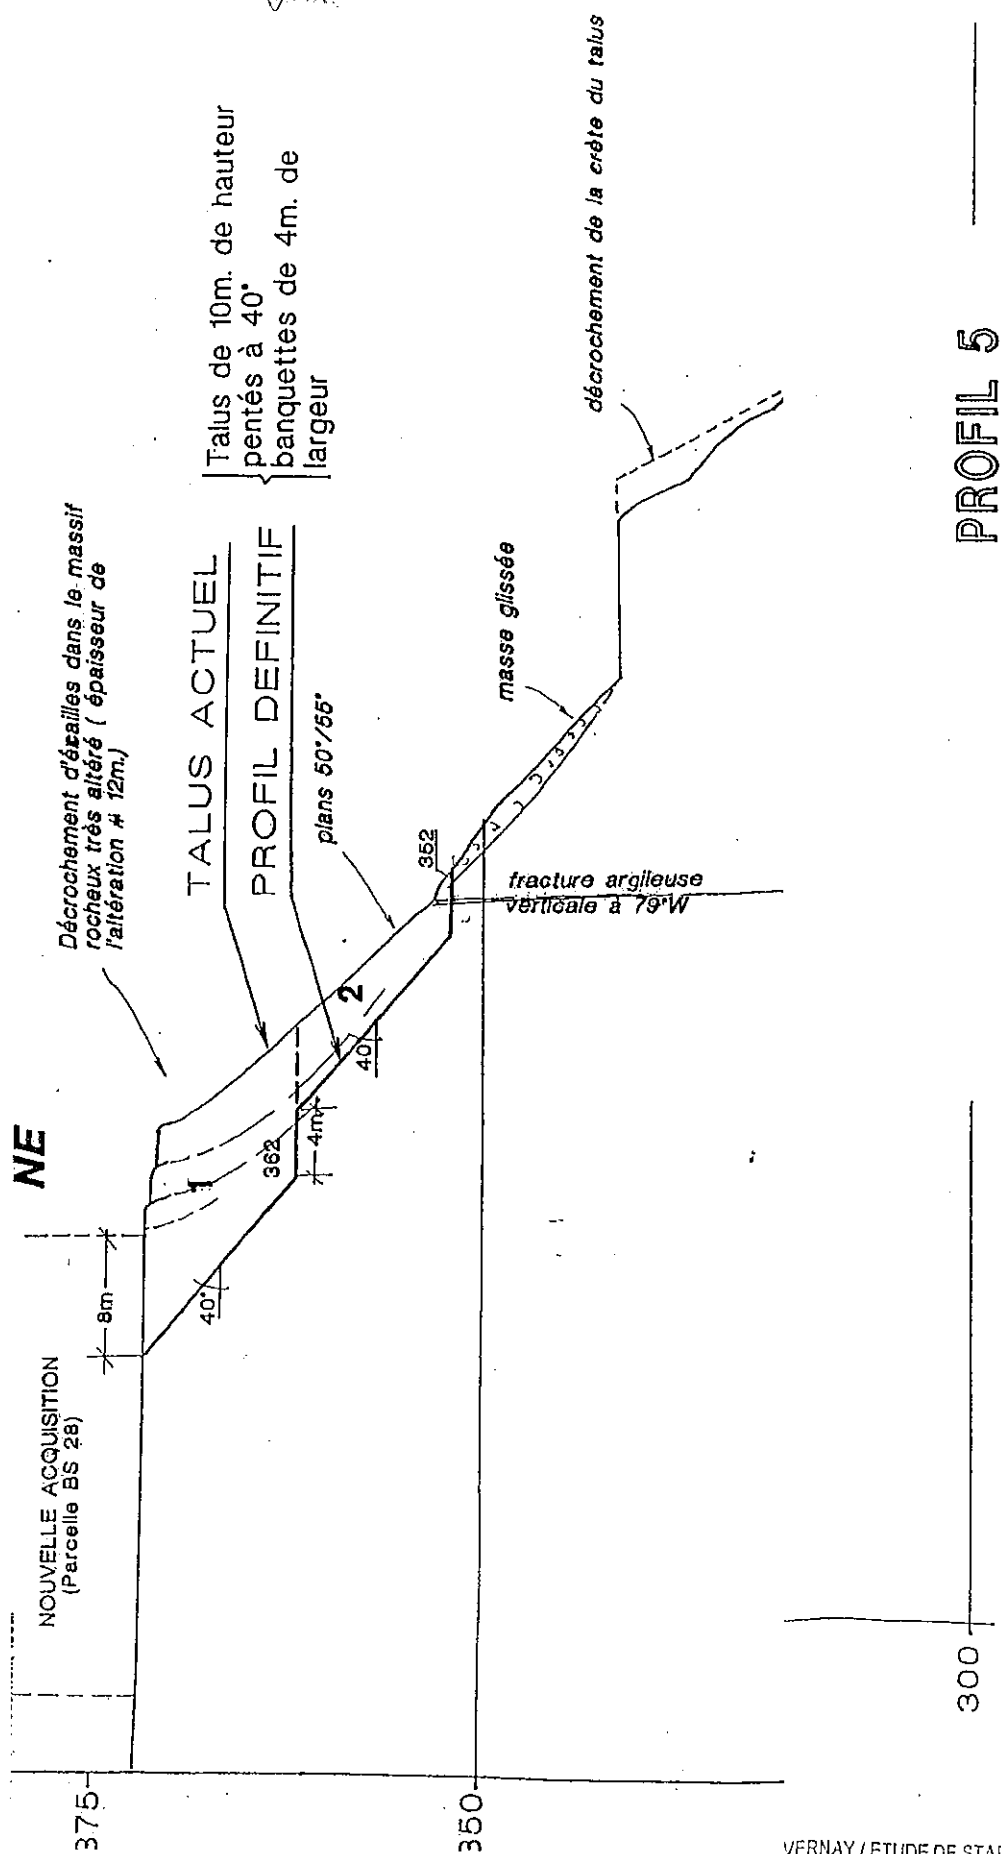 NE
NOUVELLE ACQUISITION
(Parcelle BS 28)
8m
375
350
300
Décrochement d'écailles dans le massif
rocheux très altéré ( épaisseur de
l'altération # 12m.)
TALUS ACTUEL
PROFIL DEFINITIF
Talus de 10m. de hauteur
pentés à 40°
banquettes de 4m. de
largeur
plans 50°/55°
1
2
40°
362
4m
40
352
fracture argileuse
verticale à 79°W
masse glissée
décrochement de la crête du talus
PROFIL 5
VERNAY / ETUDE DE